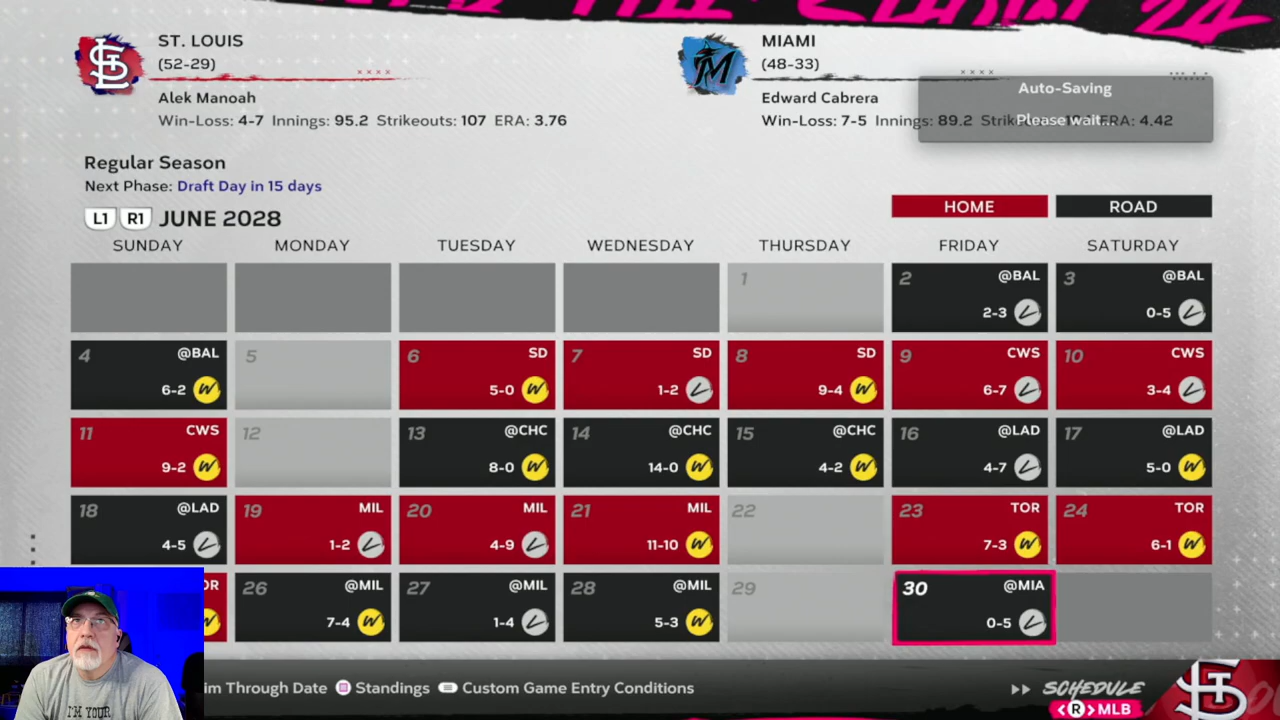 ST. LOUIS
(52-29)
Alek Manoah
Win-Loss: 4-7 Innings: 95.2 Strikeouts: 107 ERA: 3.76
MIAMI
(48-33)
Edward Cabrera
Win-Loss: 7-5 Innings: 89.2 ERA: 4.42
Auto-Saving
Please wait...
Regular Season
Next Phase: Draft Day in 15 days
L1 R1 JUNE 2028
HOME ROAD
SUNDAY MONDAY TUESDAY WEDNESDAY THURSDAY FRIDAY SATURDAY
1 2 @BAL 3 @BAL
2-3 L 0-5 L
4 @BAL 5 6 SD 7 SD 8 SD 9 CWS 10 CWS
6-2 W 5-0 W 1-2 L 9-4 W 6-7 L 3-4 L
11 CWS 12 13 @CHC 14 @CHC 15 @CHC 16 @LAD 17 @LAD
9-2 W 8-0 W 14-0 W 4-2 W 4-7 L 5-0 W
18 @LAD 19 MIL 20 MIL 21 MIL 22 23 TOR 24 TOR
4-5 L 1-2 L 4-9 L 11-10 W 7-3 W 6-1 W
OR 26 @MIL 27 @MIL 28 @MIL 29 30 @MIA
W 7-4 W 1-4 L 5-3 W 0-5 L
im Through Date Standings Custom Game Entry Conditions
SCHEDULE
<R> MLB
I'M YOUR